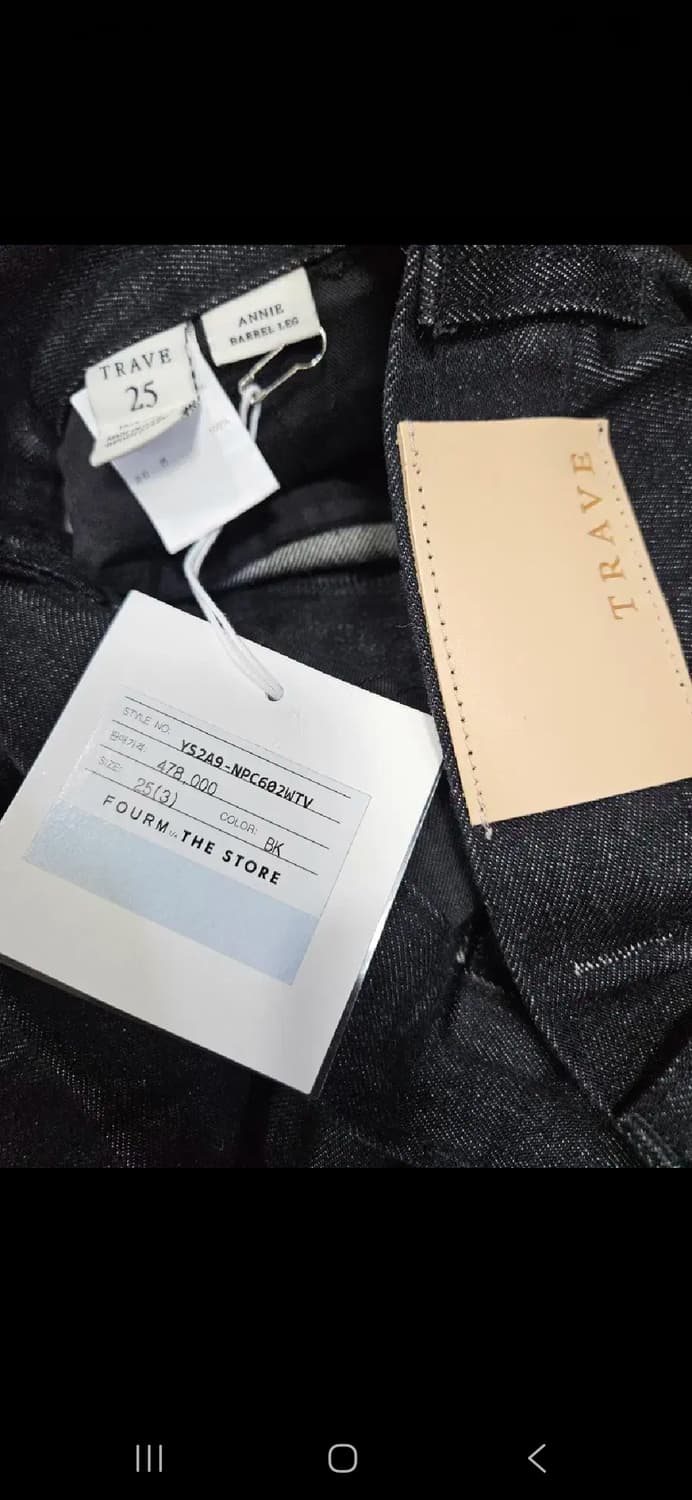 ANNIE
BARREL LEG
TRAVE
25
TRAVE
STYLE NO: YS2A9-NPC602WTV
판매가격: 478,000
SIZE: 25(3) COLOR: BK
FOURM THE STORE